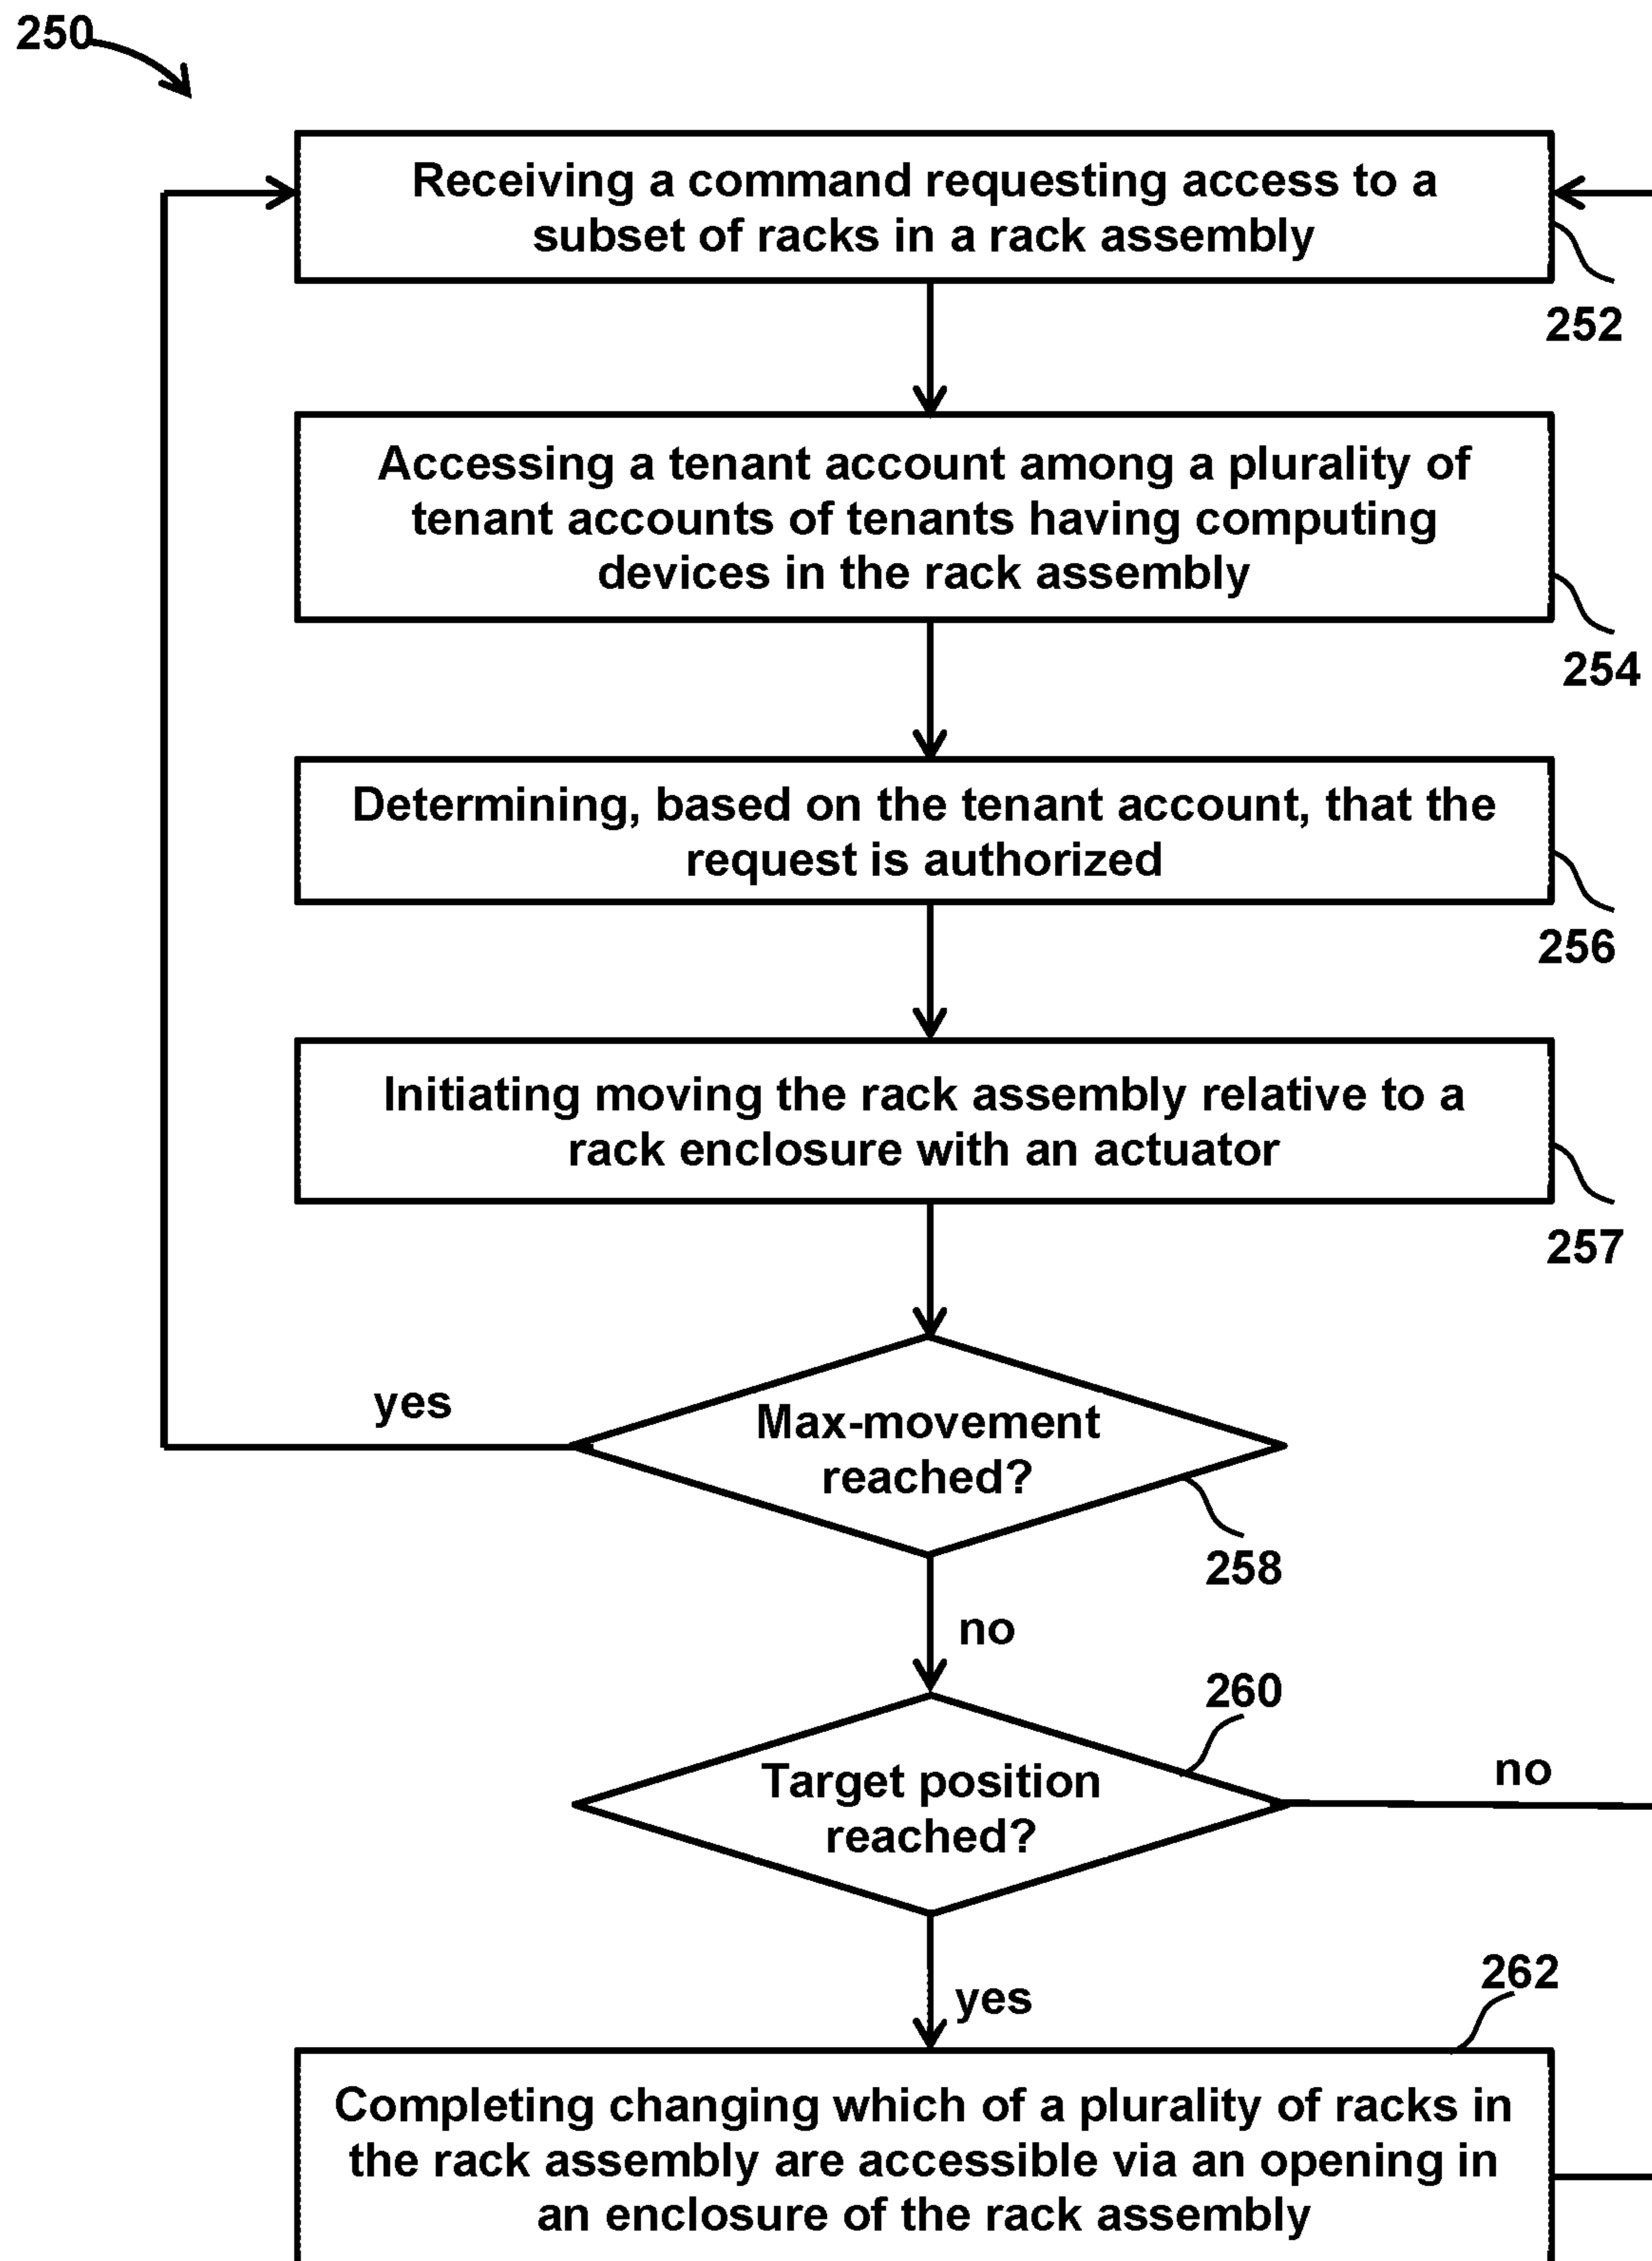 250
Receiving a command requesting access to a
subset of racks in a rack assembly
252
Accessing a tenant account among a plurality of
tenant accounts of tenants having computing
devices in the rack assembly
254
Determining, based on the tenant account, that the
request is authorized
256
Initiating moving the rack assembly relative to a
rack enclosure with an actuator
257
yes
Max-movement
reached?
258
no
260
Target position
reached?
no
yes
262
Completing changing which of a plurality of racks in
the rack assembly are accessible via an opening in
an enclosure of the rack assembly